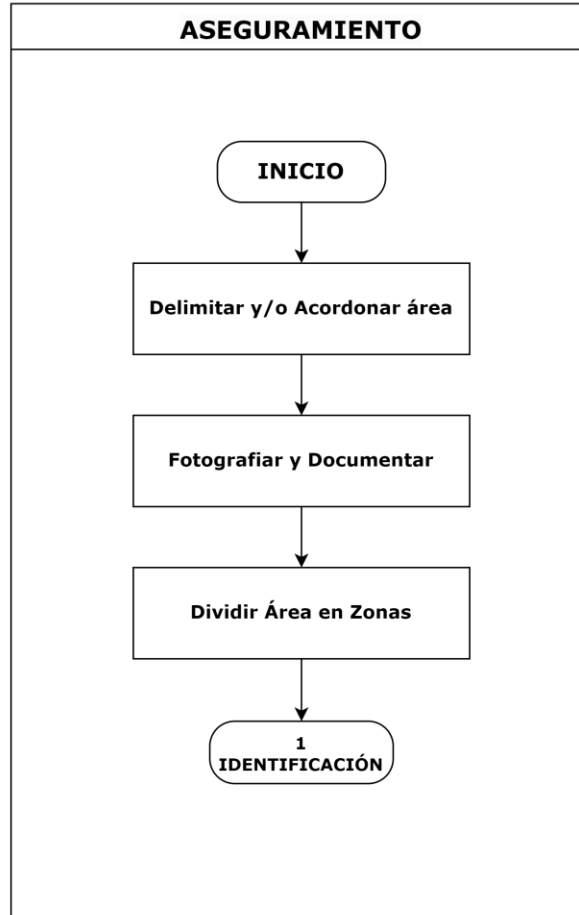 ASEGURAMIENTO
INICIO
Delimitar y/o Acordonar área
Fotografiar y Documentar
Dividir Área en Zonas
1
IDENTIFICACIÓN